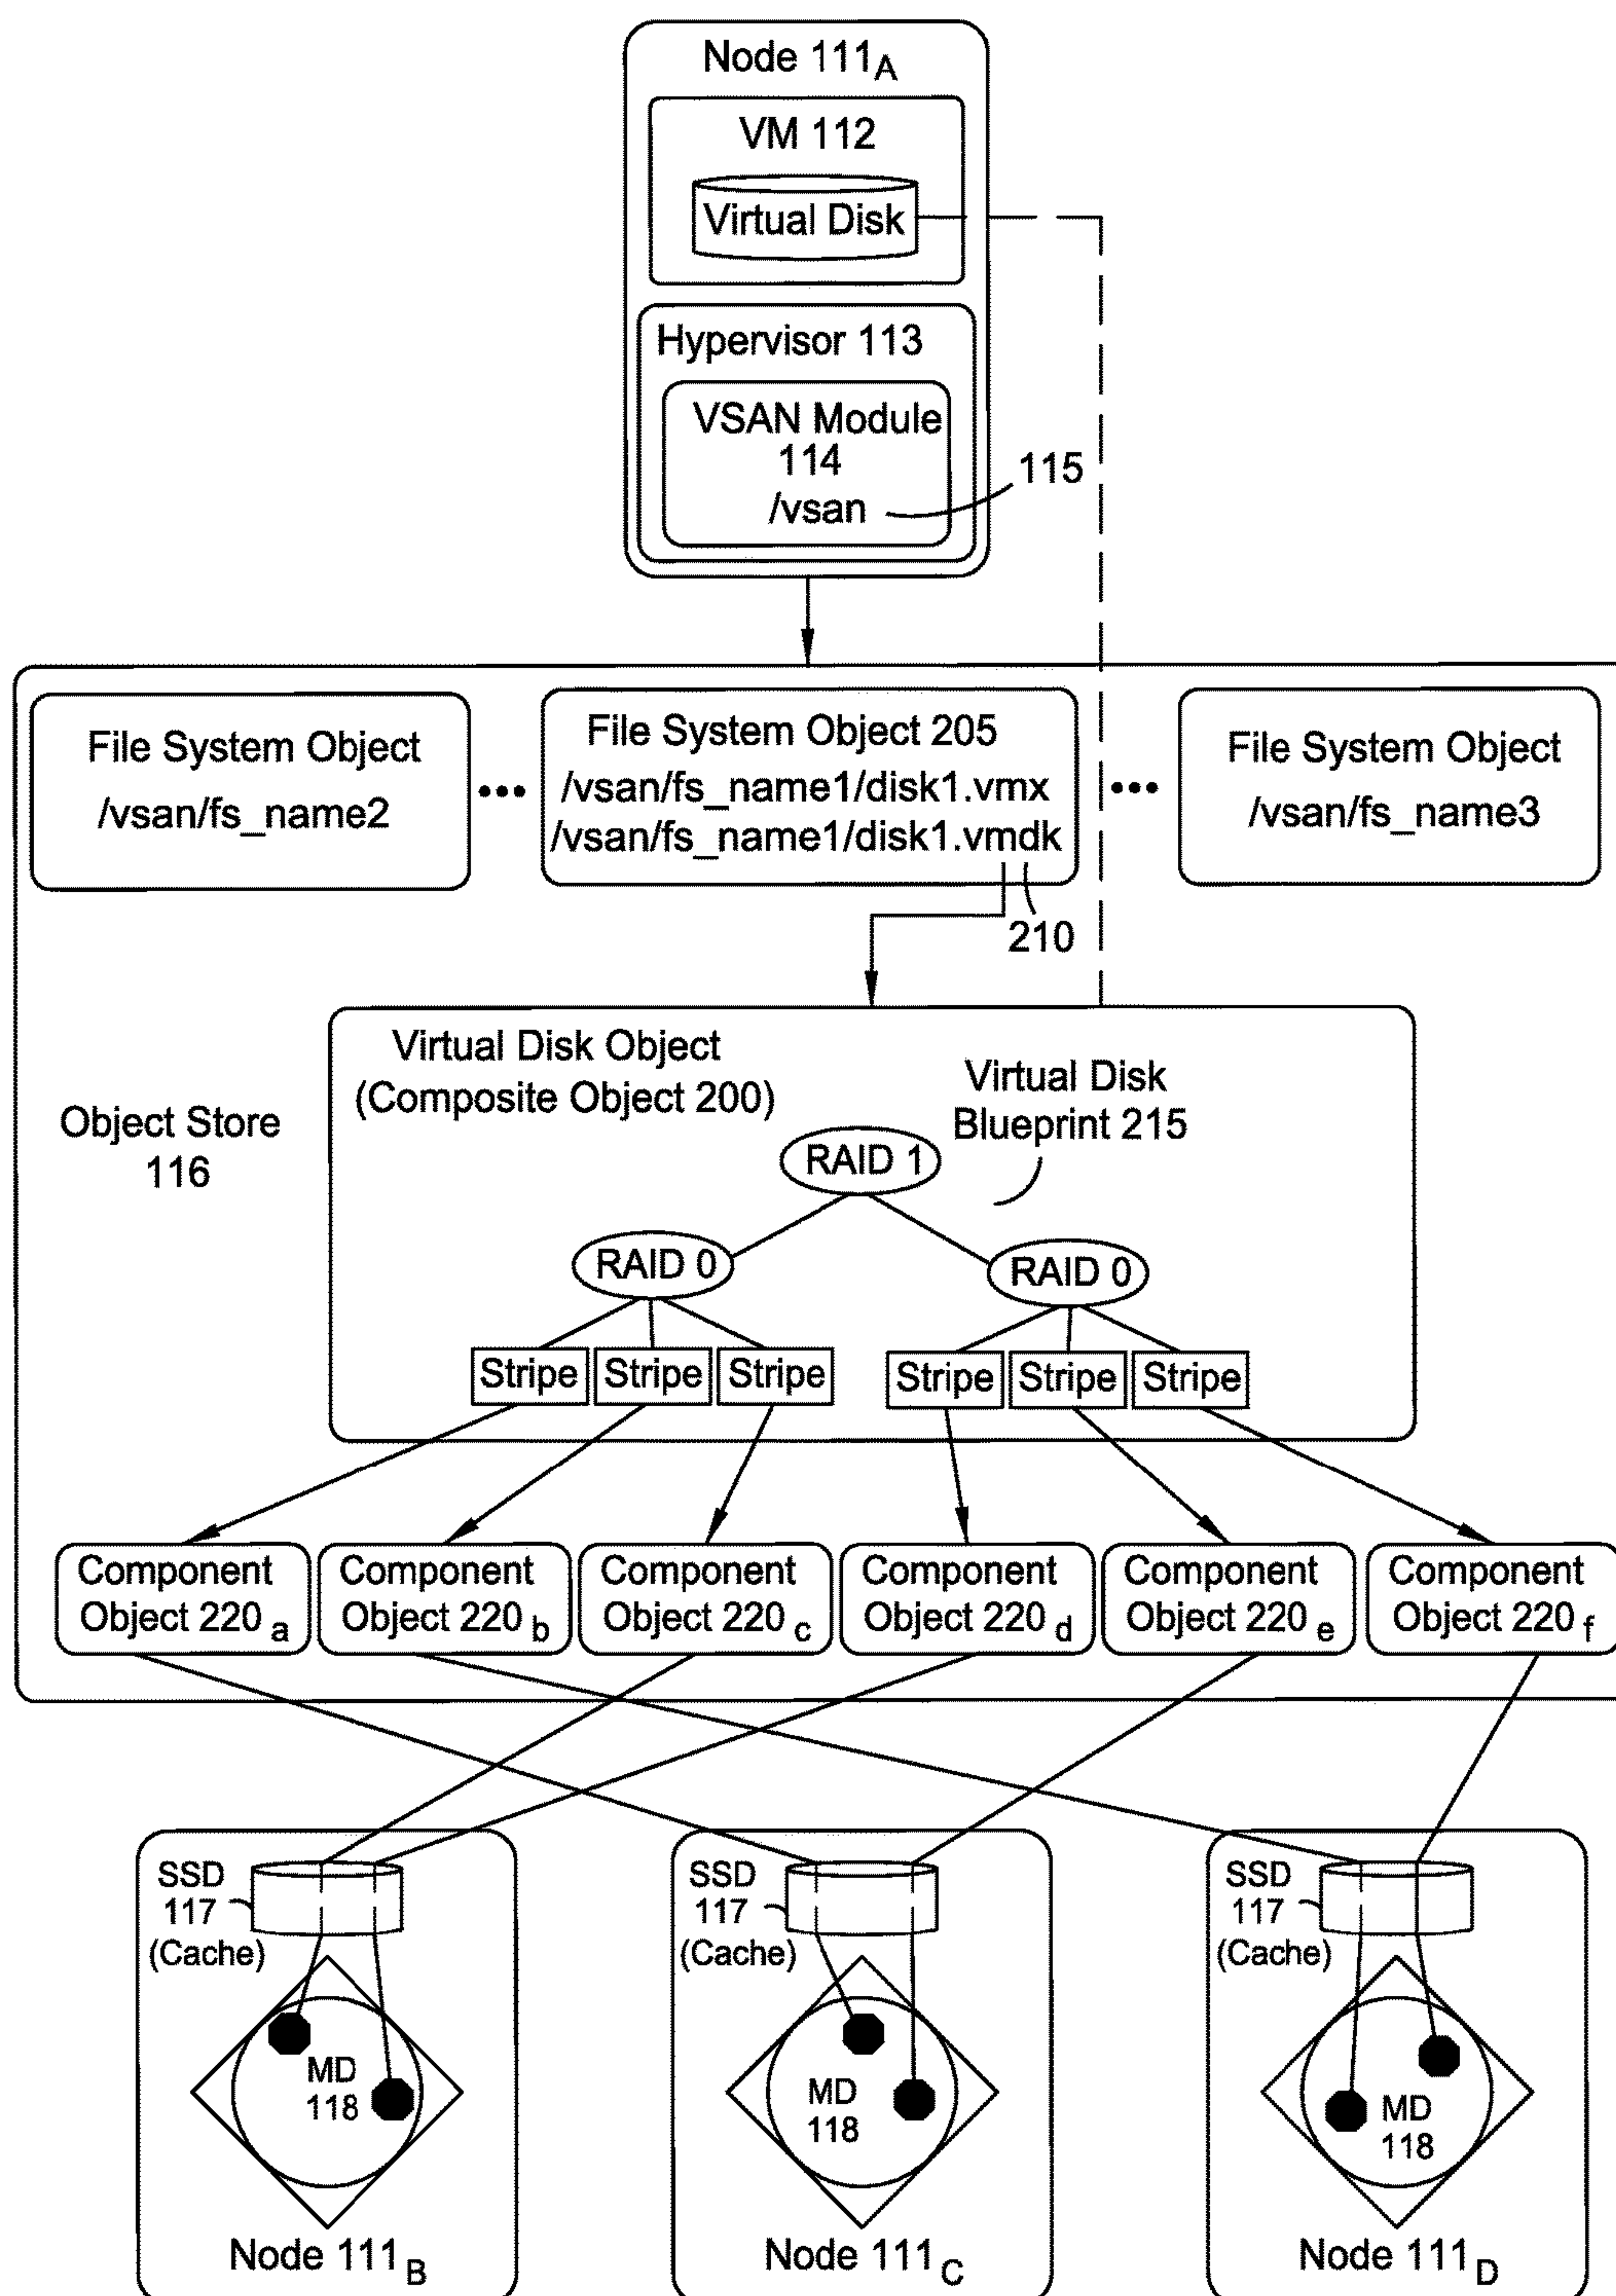 Node 111A
VM 112
Virtual Disk
Hypervisor 113
VSAN Module
114
/vsan
115
File System Object
/vsan/fs_name2
•••
File System Object 205
/vsan/fs_name1/disk1.vmx
/vsan/fs_name1/disk1.vmdk
•••
File System Object
/vsan/fs_name3
210
Virtual Disk Object
(Composite Object 200)
Virtual Disk
Blueprint 215
Object Store
116
RAID 1
RAID 0
RAID 0
Stripe
Stripe
Stripe
Stripe
Stripe
Stripe
Component
Object 220 a
Component
Object 220 b
Component
Object 220 c
Component
Object 220 d
Component
Object 220 e
Component
Object 220 f
SSD
117
(Cache)
MD
118
Node 111B
SSD
117
(Cache)
MD
118
Node 111C
SSD
117
(Cache)
MD
118
Node 111D